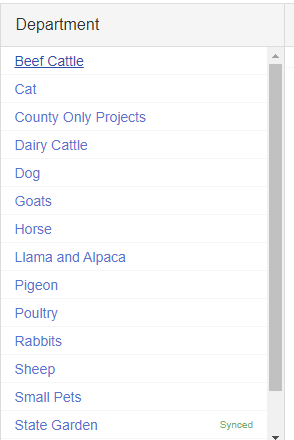 Department
Beef Cattle
Cat
County Only Projects
Dairy Cattle
Dog
Goats
Horse
Llama and Alpaca
Pigeon
Poultry
Rabbits
Sheep
Small Pets
State Garden Synced